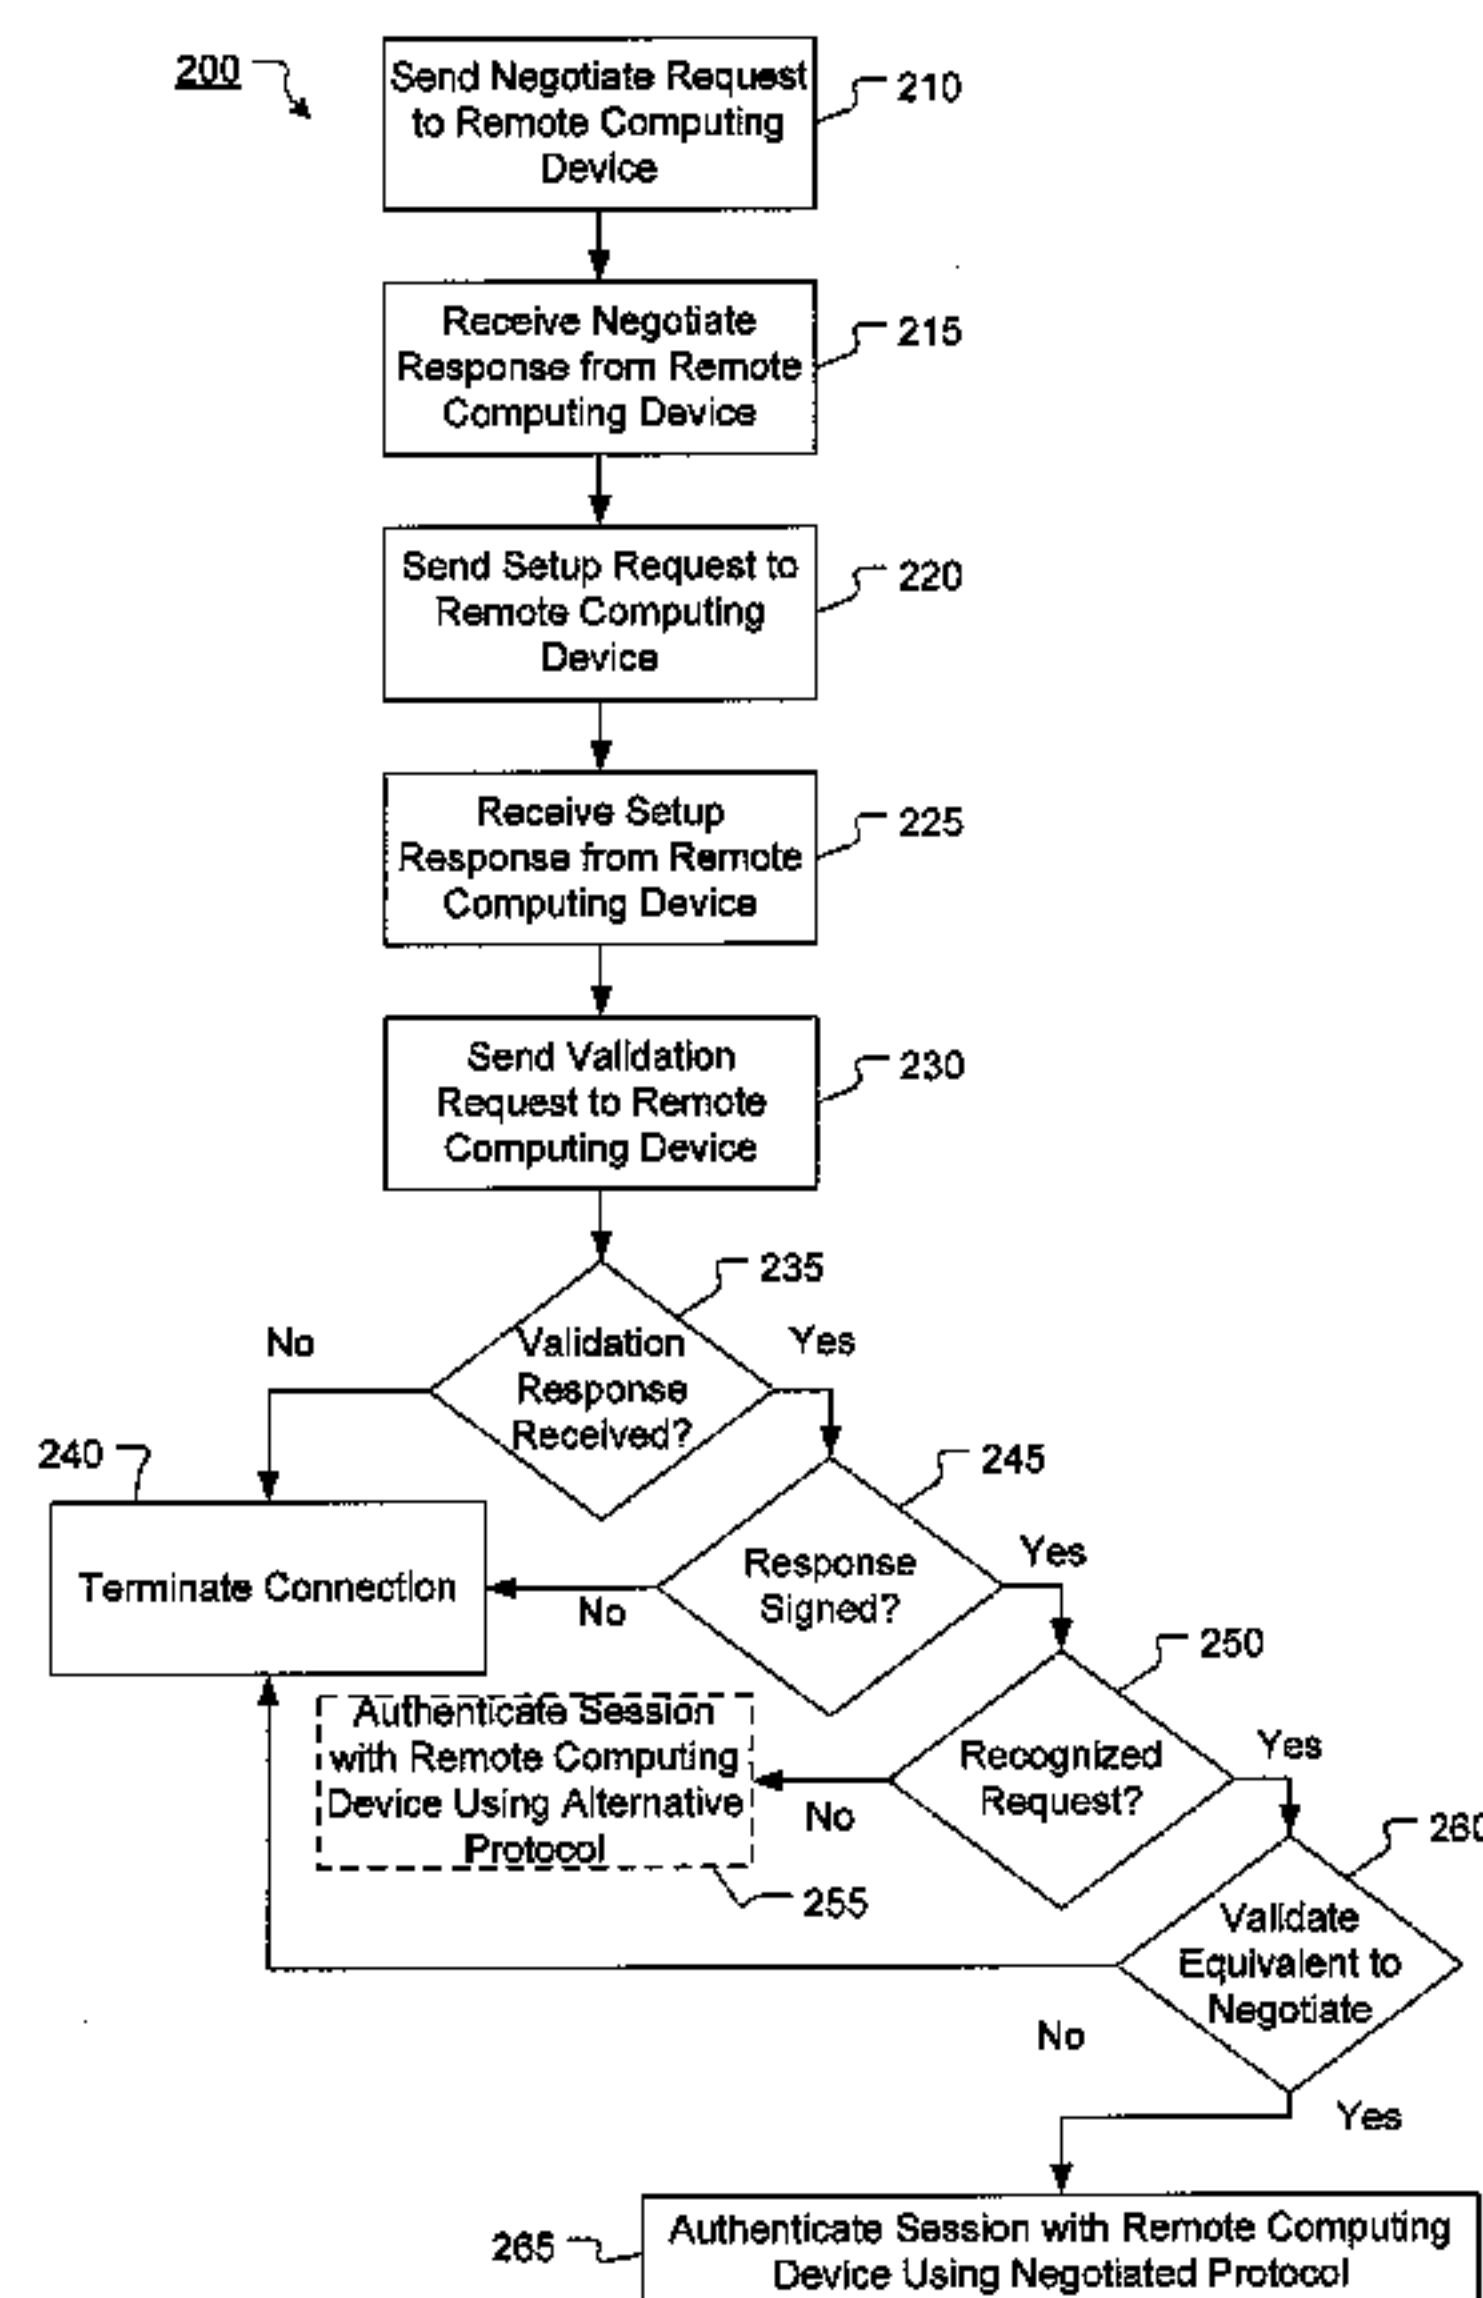 200
Send Negotiate Request
to Remote Computing
Device
210
Receive Negotiate
Response from Remote
Computing Device
215
Send Setup Request to
Remote Computing
Device
220
Receive Setup
Response from Remote
Computing Device
225
Send Validation
Request to Remote
Computing Device
230
235
No
Validation
Response
Received?
Yes
240
Terminate Connection
245
Response
Signed?
No
Yes
250
Recognized
Request?
No
Yes
Authenticate Session
with Remote Computing
Device Using Alternative
Protocol
255
260
Validate
Equivalent to
Negotiate
No
Yes
265
Authenticate Session with Remote Computing
Device Using Negotiated Protocol